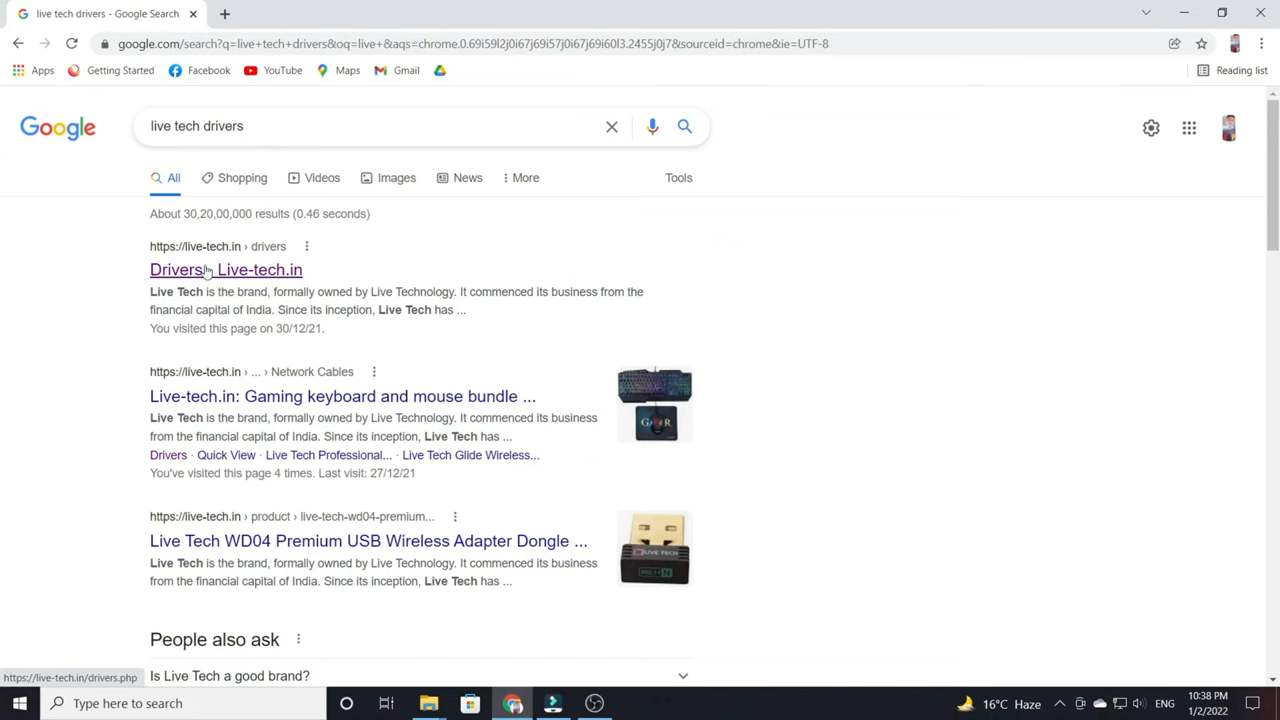 live tech drivers - Google Search
google.com/search?q=live+tech+drivers&oq=live+&aqs=chrome.0.69i59l2j0i67j69i57j0i67j69i60l3.2455j0j7&sourceid=chrome&ie=UTF-8
Apps Getting Started Facebook YouTube Maps Gmail Reading list
Google live tech drivers
All Shopping Videos Images News More Tools
About 30,20,00,000 results (0.46 seconds)
https://live-tech.in › drivers
Drivers - Live-tech.in
Live Tech is the brand, formally owned by Live Technology. It commenced its business from the
financial capital of India. Since its inception, Live Tech has ...
You visited this page on 30/12/21.
https://live-tech.in › ... › Network Cables
Live-tech.in: Gaming keyboard and mouse bundle ...
Live Tech is the brand, formally owned by Live Technology. It commenced its business
from the financial capital of India. Since its inception, Live Tech has ...
Drivers · Quick View · Live Tech Professional... · Live Tech Glide Wireless...
You've visited this page 4 times. Last visit: 27/12/21
https://live-tech.in › product › live-tech-wd04-premium...
Live Tech WD04 Premium USB Wireless Adapter Dongle ...
Live Tech is the brand, formally owned by Live Technology. It commenced its business
from the financial capital of India. Since its inception, Live Tech has ...
LIVE TECH
People also ask
Is Live Tech a good brand?
https://live-tech.in/drivers.php
Type here to search
16°C Haze
ENG
10:38 PM
1/2/2022